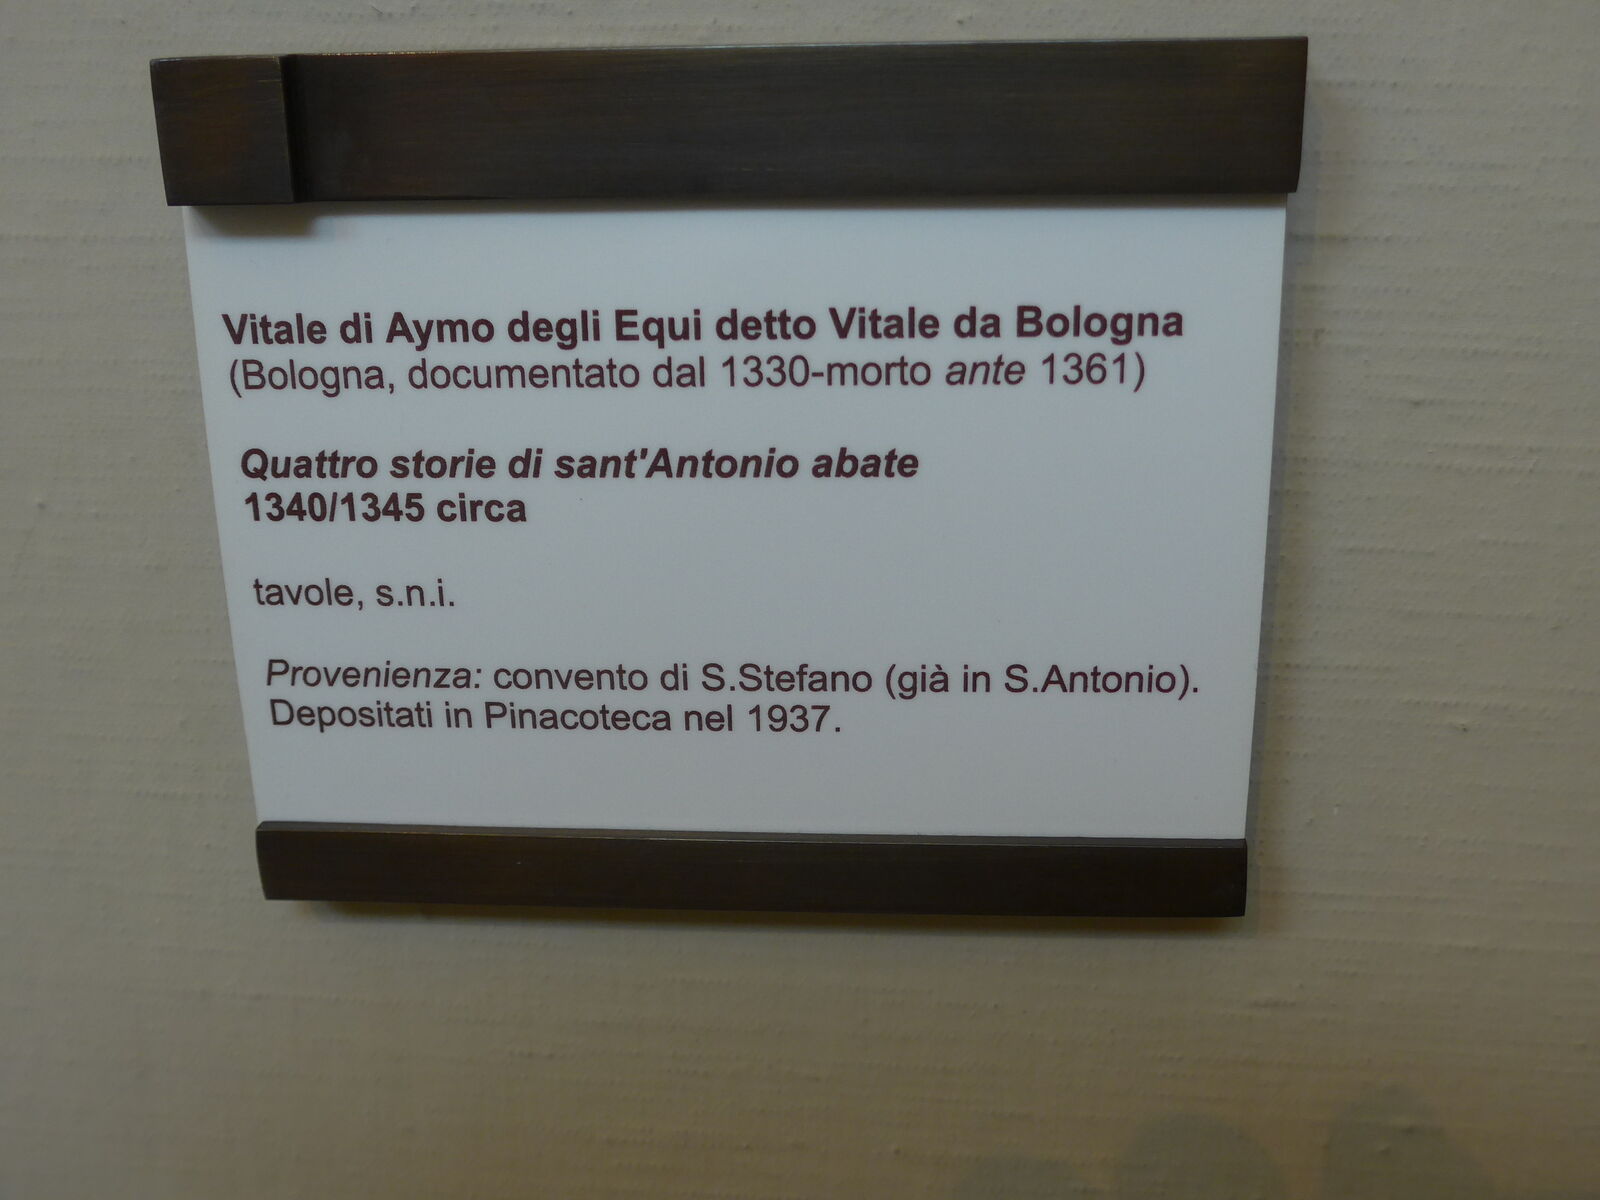 Vitale di Aymo degli Equi detto Vitale da Bologna
(Bologna, documentato dal 1330-morto ante 1361)
Quattro storie di sant'Antonio abate
1340/1345 circa
tavole, s.n.i.
Provenienza: convento di S.Stefano (già in S.Antonio).
Depositati in Pinacoteca nel 1937.